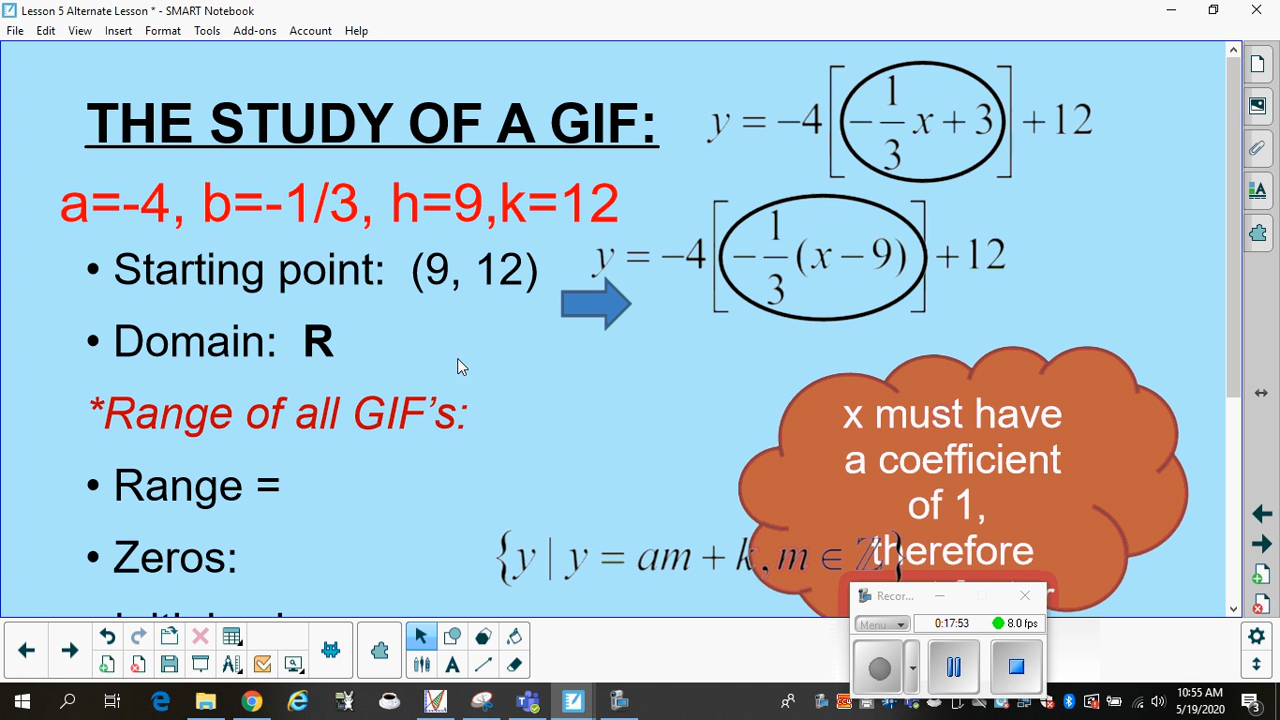 Lesson 5 Alternate Lesson * - SMART Notebook
File Edit View Insert Format Tools Add-ons Account Help
THE STUDY OF A GIF:
y = −4[−1/3 x + 3] + 12
a=-4, b=-1/3, h=9,k=12
y = −4[−1/3 (x − 9)] + 12
• Starting point: (9, 12)
• Domain: R
*Range of all GIF's:
• Range =
• Zeros:
{y | y = am + k, m ∈ ℤ}
x must have
a coefficient
of 1,
therefore
Recor...
Menu
0:17:53
8.0 fps
10:55 AM
5/19/2020